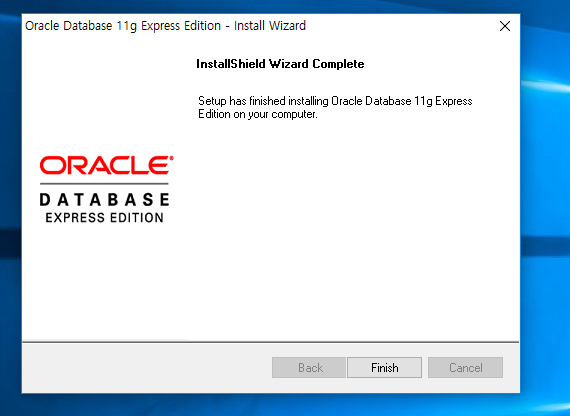 Oracle Database 11g Express Edition - Install Wizard
InstallShield Wizard Complete
Setup has finished installing Oracle Database 11g Express
Edition on your computer.
ORACLE
DATABASE
EXPRESS EDITION
Back
Finish
Cancel